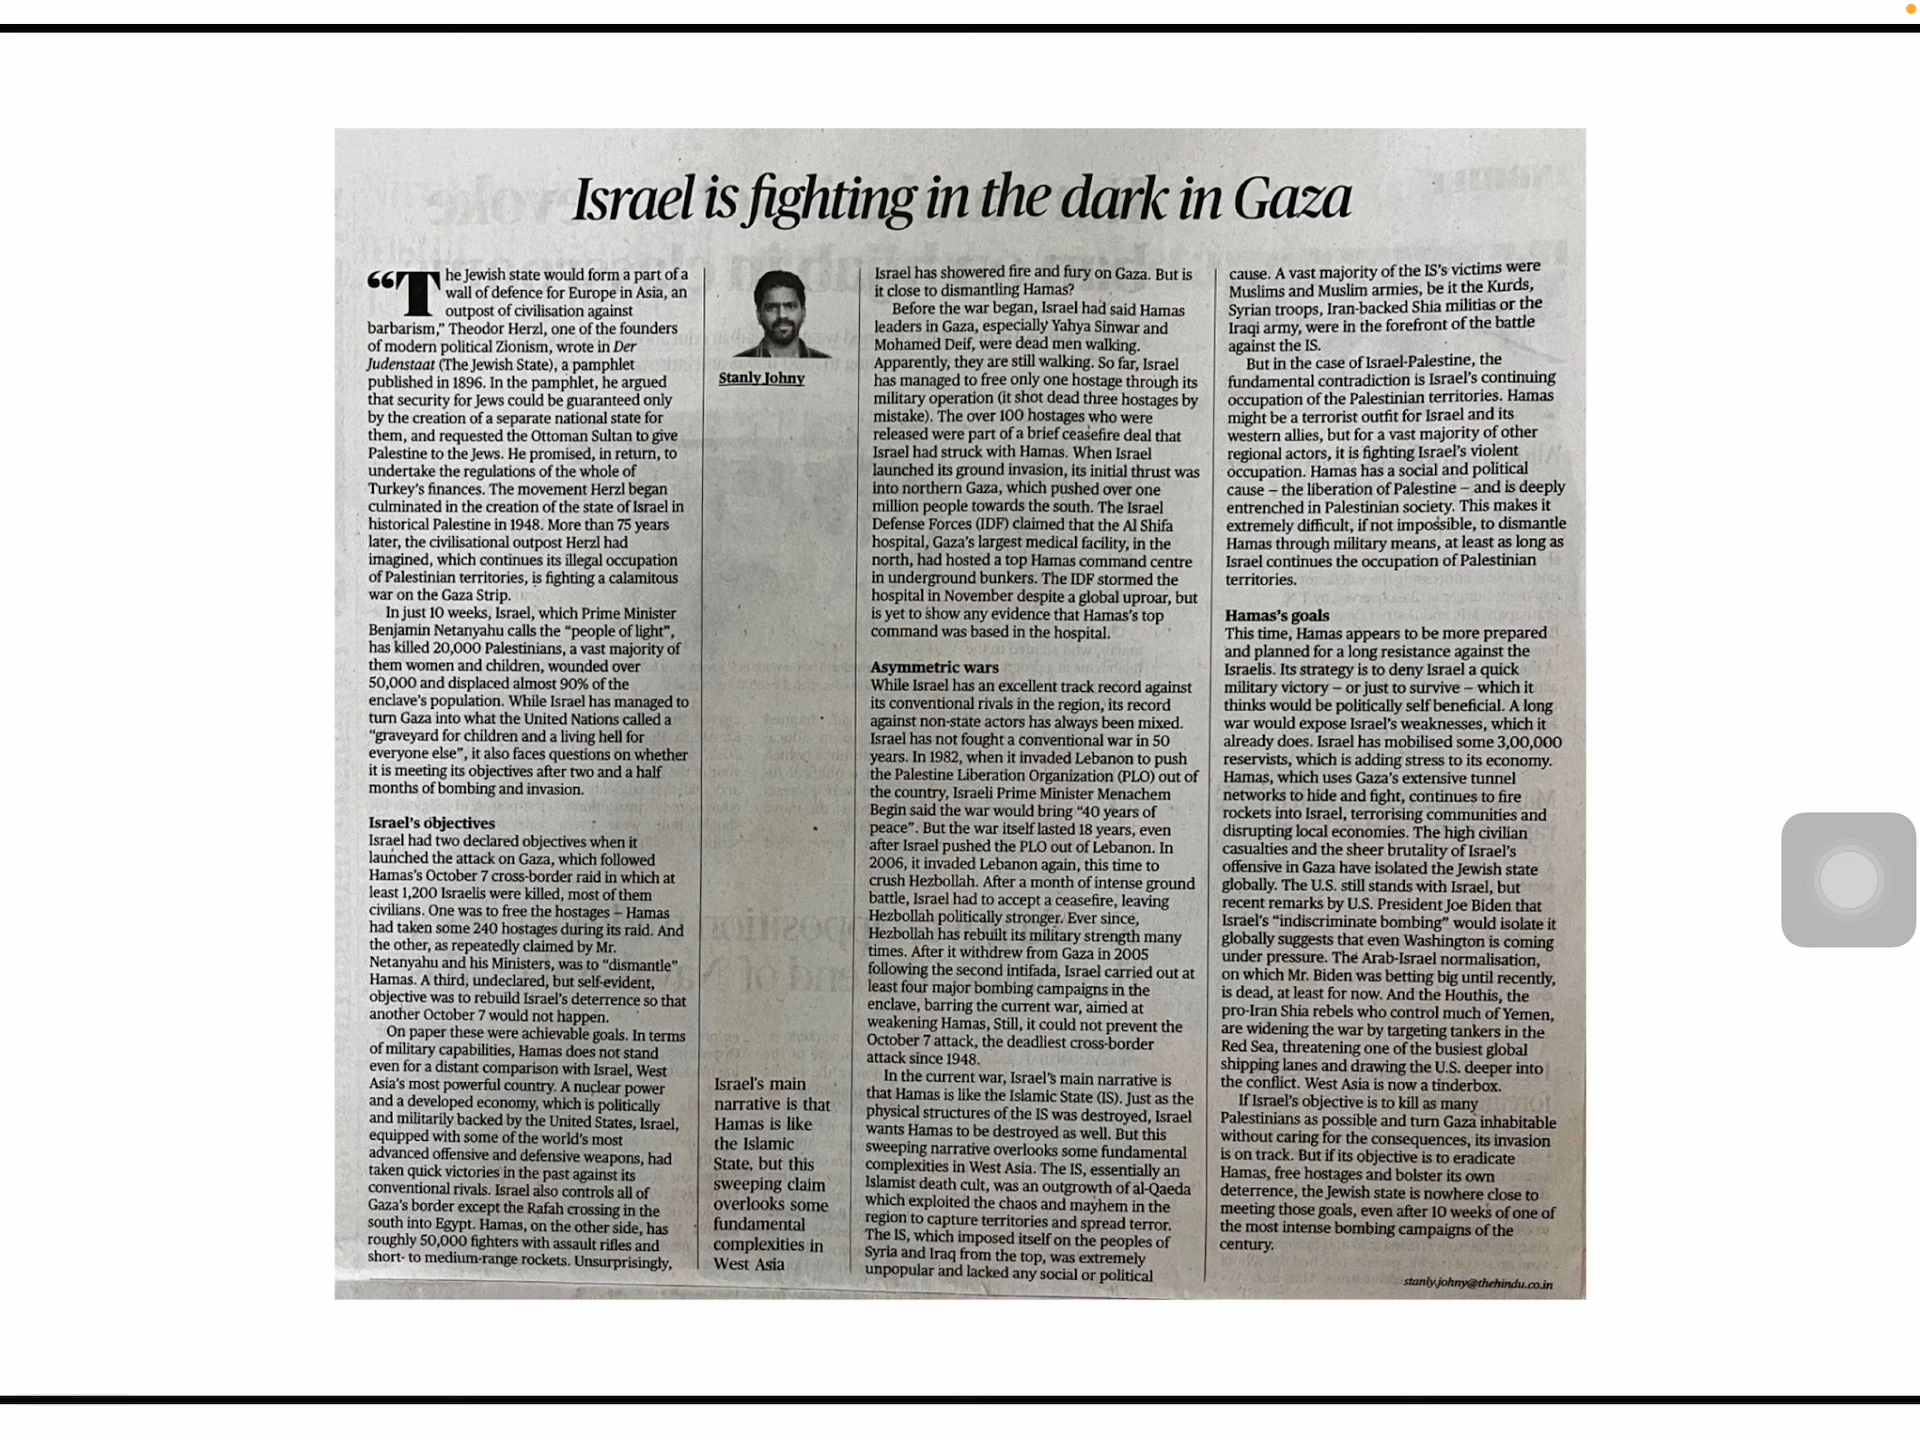 Israel is fighting in the dark in Gaza
“The Jewish state would form a part of a
wall of defence for Europe in Asia, an
outpost of civilisation against
barbarism,” Theodor Herzl, one of the founders
of modern political Zionism, wrote in Der
Judenstaat (The Jewish State), a pamphlet
published in 1896. In the pamphlet, he argued
that security for Jews could be guaranteed only
by the creation of a separate national state for
them, and requested the Ottoman Sultan to give
Palestine to the Jews. He promised, in return, to
undertake the regulations of the whole of
Turkey’s finances. The movement Herzl began
culminated in the creation of the state of Israel in
historical Palestine in 1948. More than 75 years
later, the civilisational outpost Herzl had
imagined, which continues its illegal occupation
of Palestinian territories, is fighting a calamitous
war on the Gaza Strip.
In just 10 weeks, Israel, which Prime Minister
Benjamin Netanyahu calls the “people of light”,
has killed 20,000 Palestinians, a vast majority of
them women and children, wounded over
50,000 and displaced almost 90% of the
enclave’s population. While Israel has managed to
turn Gaza into what the United Nations called a
“graveyard for children and a living hell for
everyone else”, it also faces questions on whether
it is meeting its objectives after two and a half
months of bombing and invasion.
Israel’s objectives
Israel had two declared objectives when it
launched the attack on Gaza, which followed
Hamas’s October 7 cross-border raid in which at
least 1,200 Israelis were killed, most of them
civilians. One was to free the hostages – Hamas
had taken some 240 hostages during its raid. And
the other, as repeatedly claimed by Mr.
Netanyahu and his Ministers, was to “dismantle”
Hamas. A third, undeclared, but self-evident,
objective was to rebuild Israel’s deterrence so that
another October 7 would not happen.
On paper these were achievable goals. In terms
of military capabilities, Hamas does not stand
even for a distant comparison with Israel, West
Asia’s most powerful country. A nuclear power
and a developed economy, which is politically
and militarily backed by the United States, Israel,
equipped with some of the world’s most
advanced offensive and defensive weapons, had
taken quick victories in the past against its
conventional rivals. Israel also controls all of
Gaza’s border except the Rafah crossing in the
south into Egypt. Hamas, on the other side, has
roughly 50,000 fighters with assault rifles and
short- to medium-range rockets. Unsurprisingly,
Stanly Johny
Israel’s main
narrative is that
Hamas is like
the Islamic
State, but this
sweeping claim
overlooks some
fundamental
complexities in
West Asia
Israel has showered fire and fury on Gaza. But is
it close to dismantling Hamas?
Before the war began, Israel had said Hamas
leaders in Gaza, especially Yahya Sinwar and
Mohamed Deif, were dead men walking.
Apparently, they are still walking. So far, Israel
has managed to free only one hostage through its
military operation (it shot dead three hostages by
mistake). The over 100 hostages who were
released were part of a brief ceasefire deal that
Israel had struck with Hamas. When Israel
launched its ground invasion, its initial thrust was
into northern Gaza, which pushed over one
million people towards the south. The Israel
Defense Forces (IDF) claimed that the Al Shifa
hospital, Gaza’s largest medical facility, in the
north, had hosted a top Hamas command centre
in underground bunkers. The IDF stormed the
hospital in November despite a global uproar, but
is yet to show any evidence that Hamas’s top
command was based in the hospital.
Asymmetric wars
While Israel has an excellent track record against
its conventional rivals in the region, its record
against non-state actors has always been mixed.
Israel has not fought a conventional war in 50
years. In 1982, when it invaded Lebanon to push
the Palestine Liberation Organization (PLO) out of
the country, Israeli Prime Minister Menachem
Begin said the war would bring “40 years of
peace”. But the war itself lasted 18 years, even
after Israel pushed the PLO out of Lebanon. In
2006, it invaded Lebanon again, this time to
crush Hezbollah. After a month of intense ground
battle, Israel had to accept a ceasefire, leaving
Hezbollah politically stronger. Ever since,
Hezbollah has rebuilt its military strength many
times. After it withdrew from Gaza in 2005
following the second intifada, Israel carried out at
least four major bombing campaigns in the
enclave, barring the current war, aimed at
weakening Hamas, Still, it could not prevent the
October 7 attack, the deadliest cross-border
attack since 1948.
In the current war, Israel’s main narrative is
that Hamas is like the Islamic State (IS). Just as the
physical structures of the IS was destroyed, Israel
wants Hamas to be destroyed as well. But this
sweeping narrative overlooks some fundamental
complexities in West Asia. The IS, essentially an
Islamist death cult, was an outgrowth of al-Qaeda
which exploited the chaos and mayhem in the
region to capture territories and spread terror.
The IS, which imposed itself on the peoples of
Syria and Iraq from the top, was extremely
unpopular and lacked any social or political
cause. A vast majority of the IS’s victims were
Muslims and Muslim armies, be it the Kurds,
Syrian troops, Iran-backed Shia militias or the
Iraqi army, were in the forefront of the battle
against the IS.
But in the case of Israel-Palestine, the
fundamental contradiction is Israel’s continuing
occupation of the Palestinian territories. Hamas
might be a terrorist outfit for Israel and its
western allies, but for a vast majority of other
regional actors, it is fighting Israel’s violent
occupation. Hamas has a social and political
cause – the liberation of Palestine – and is deeply
entrenched in Palestinian society. This makes it
extremely difficult, if not impossible, to dismantle
Hamas through military means, at least as long as
Israel continues the occupation of Palestinian
territories.
Hamas’s goals
This time, Hamas appears to be more prepared
and planned for a long resistance against the
Israelis. Its strategy is to deny Israel a quick
military victory – or just to survive – which it
thinks would be politically self beneficial. A long
war would expose Israel’s weaknesses, which it
already does. Israel has mobilised some 3,00,000
reservists, which is adding stress to its economy.
Hamas, which uses Gaza’s extensive tunnel
networks to hide and fight, continues to fire
rockets into Israel, terrorising communities and
disrupting local economies. The high civilian
casualties and the sheer brutality of Israel’s
offensive in Gaza have isolated the Jewish state
globally. The U.S. still stands with Israel, but
recent remarks by U.S. President Joe Biden that
Israel’s “indiscriminate bombing” would isolate it
globally suggests that even Washington is coming
under pressure. The Arab-Israel normalisation,
on which Mr. Biden was betting big until recently,
is dead, at least for now. And the Houthis, the
pro-Iran Shia rebels who control much of Yemen,
are widening the war by targeting tankers in the
Red Sea, threatening one of the busiest global
shipping lanes and drawing the U.S. deeper into
the conflict. West Asia is now a tinderbox.
If Israel’s objective is to kill as many
Palestinians as possible and turn Gaza inhabitable
without caring for the consequences, its invasion
is on track. But if its objective is to eradicate
Hamas, free hostages and bolster its own
deterrence, the Jewish state is nowhere close to
meeting those goals, even after 10 weeks of one of
the most intense bombing campaigns of the
century.
stanly.johny@thehindu.co.in